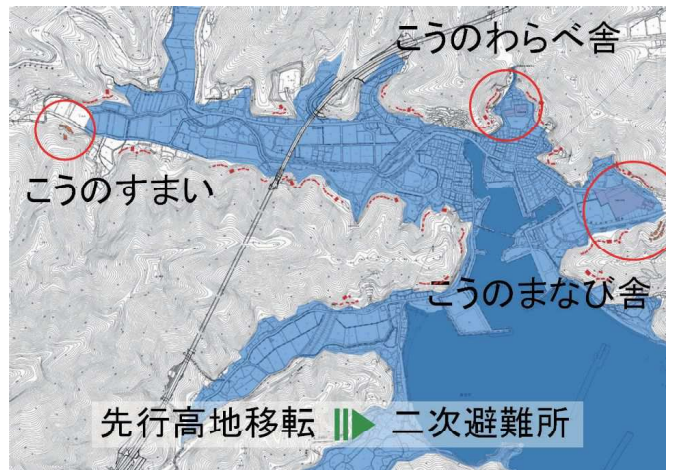 こうのわらべ舎
こうのすまい
こうのまなび舎
先行高地移転 二次避難所